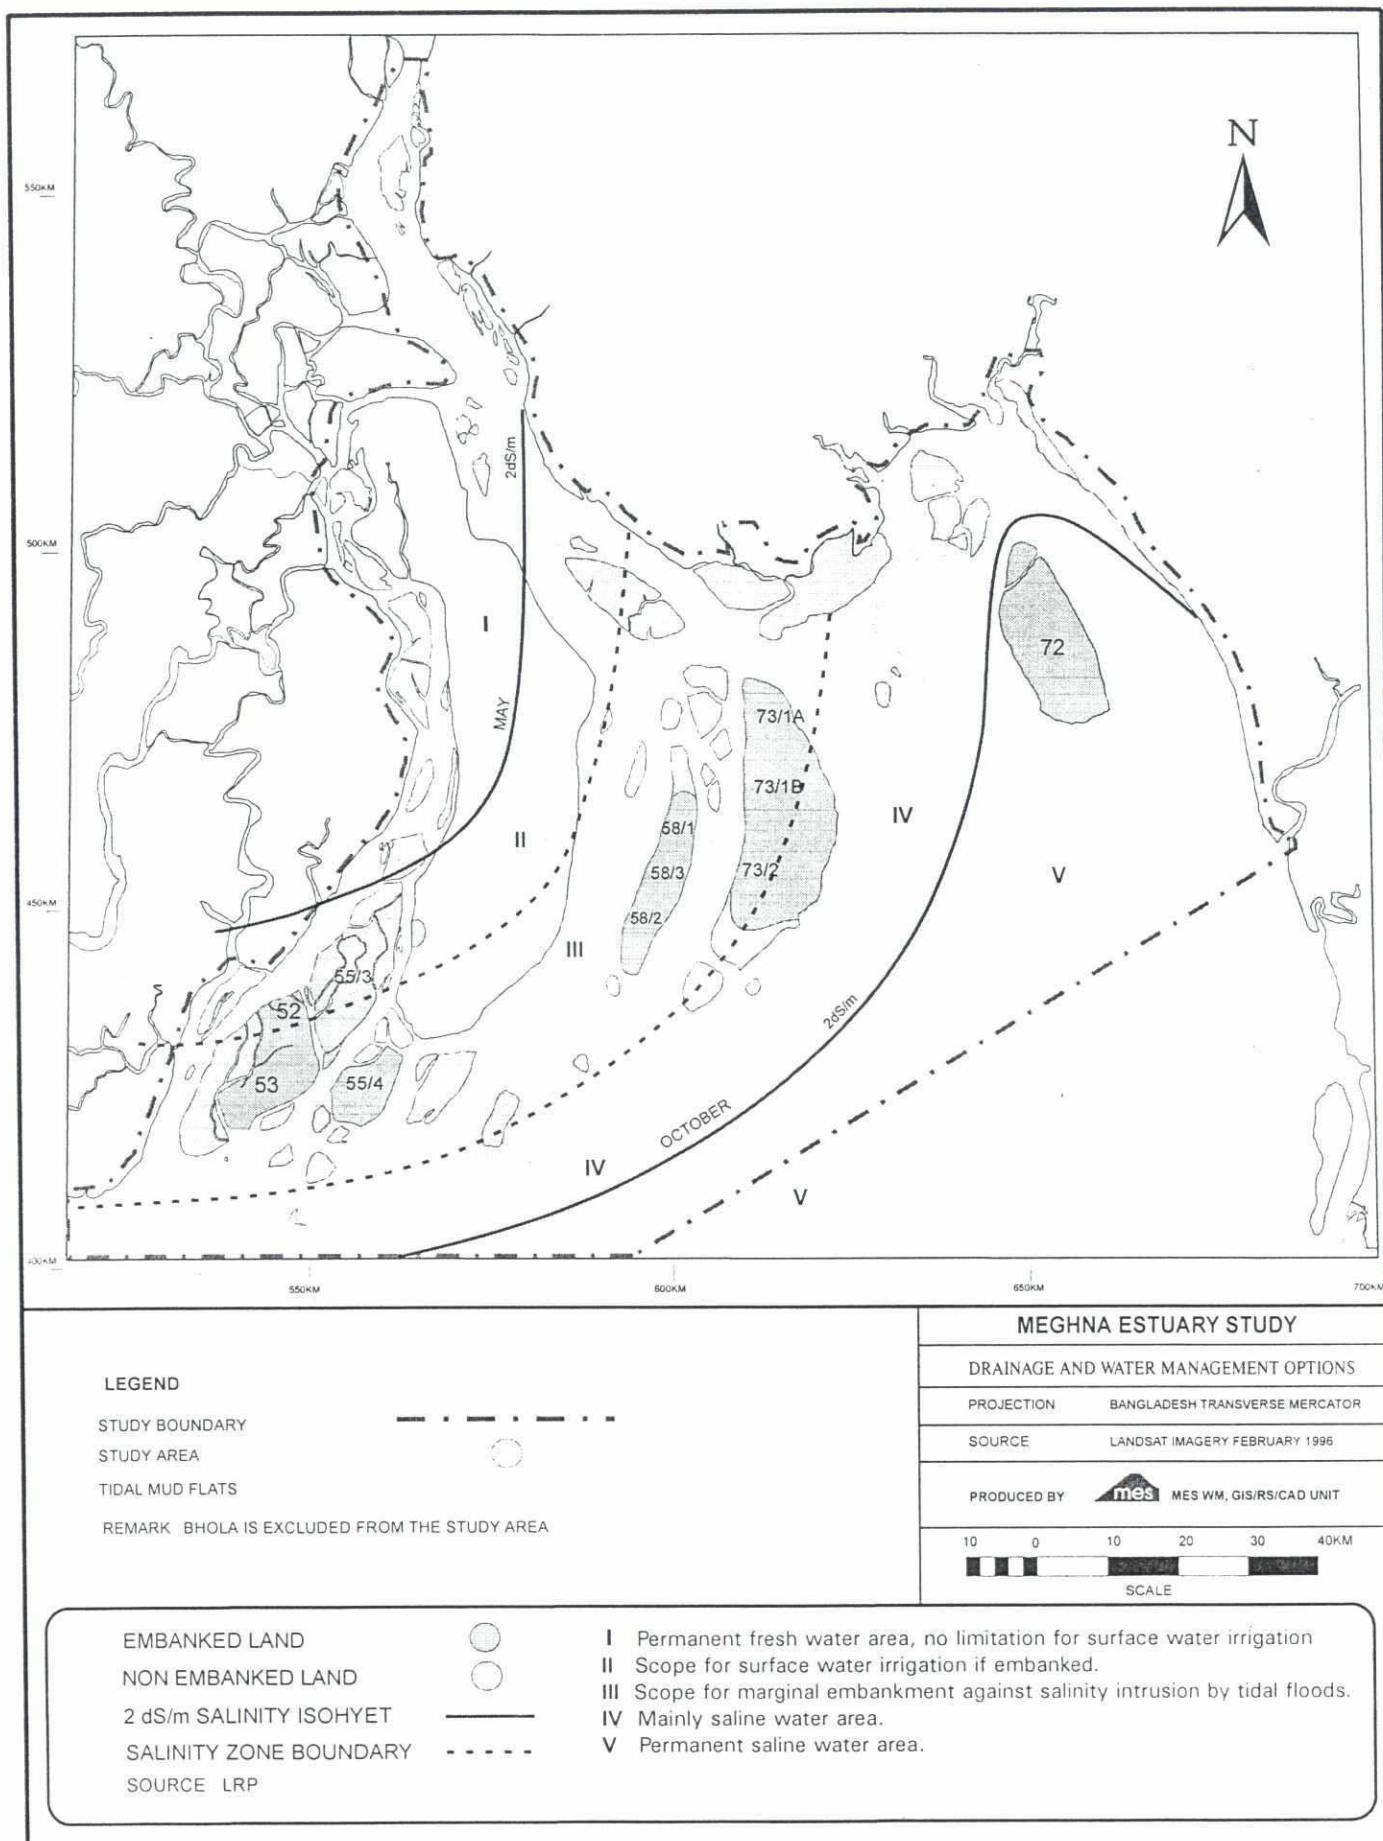 N
550KM
2dS/m
500KM
I
72
MAY
73/1A
73/1B
IV
II
58/1
58/3
73/2
V
450KM
58/2
III
55/3
52
2dS/m
53
55/4
OCTOBER
IV
V
400KM
550KM
600KM
650KM
700KM
MEGHNA ESTUARY STUDY
DRAINAGE AND WATER MANAGEMENT OPTIONS
PROJECTION BANGLADESH TRANSVERSE MERCATOR
SOURCE LANDSAT IMAGERY FEBRUARY 1996
PRODUCED BY mes MES WM, GIS/RS/CAD UNIT
10 0 10 20 30 40KM
SCALE
LEGEND
STUDY BOUNDARY
STUDY AREA
TIDAL MUD FLATS
REMARK BHOLA IS EXCLUDED FROM THE STUDY AREA
EMBANKED LAND
NON EMBANKED LAND
2 dS/m SALINITY ISOHYET
SALINITY ZONE BOUNDARY
SOURCE LRP
I Permanent fresh water area, no limitation for surface water irrigation
II Scope for surface water irrigation if embanked.
III Scope for marginal embankment against salinity intrusion by tidal floods.
IV Mainly saline water area.
V Permanent saline water area.